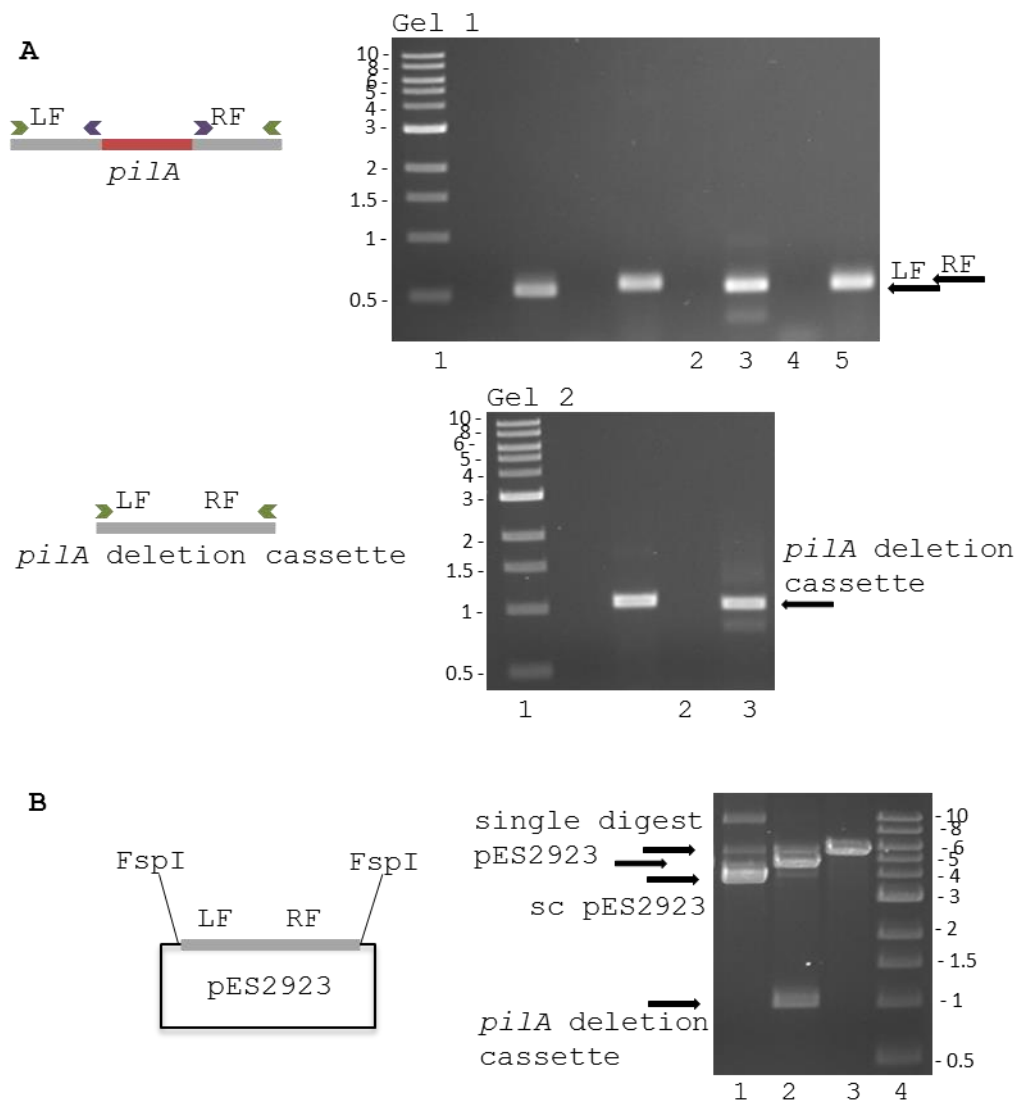 A
Gel 1
LF RF
pilA
10 -
8 -
6 -
5 -
4 -
3 -
2 -
1.5 -
1 -
0.5 -
LF RF
1 2 3 4 5
Gel 2
LF RF
pilA deletion cassette
10 -
8 -
6 -
5 -
4 -
3 -
2 -
1.5 -
1 -
0.5 -
pilA deletion
cassette
1 2 3
B
FspI FspI
LF RF
pES2923
single digest
pES2923
sc pES2923
pilA deletion
cassette
- 10
- 8
- 6
- 5
- 4
- 3
- 2
- 1.5
- 1
- 0.5
1 2 3 4